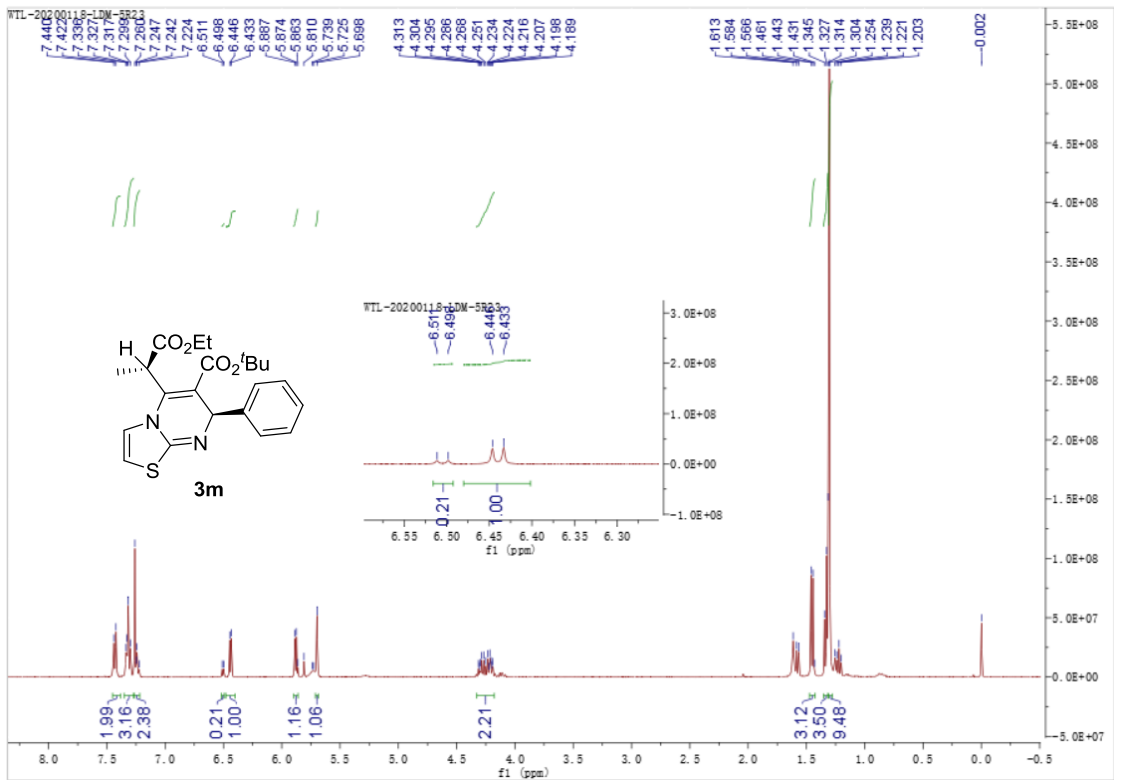 WTL-20200118-LDM-5R23
7.440
7.422
7.336
7.327
7.317
7.299
7.260
7.247
7.242
7.224
6.511
6.498
6.446
6.433
5.887
5.874
5.863
5.810
5.739
5.725
5.698
4.313
4.304
4.295
4.286
4.268
4.251
4.234
4.224
4.216
4.207
4.198
4.189
1.613
1.584
1.566
1.461
1.443
1.431
1.345
1.327
1.314
1.304
1.254
1.239
1.221
1.203
-0.002
5.5E+08
5.0E+08
4.5E+08
4.0E+08
3.5E+08
3.0E+08
2.5E+08
2.0E+08
1.5E+08
1.0E+08
5.0E+07
0.0E+00
-5.0E+07
WTL-20200118-LDM-5R23
6.511
6.498
6.446
6.433
3.0E+08
2.0E+08
1.0E+08
0.0E+00
-1.0E+08
0.21
1.00
6.55 6.50 6.45 6.40 6.35 6.30
f1 (ppm)
CO2Et
H
CO2tBu
N
N
S
3m
1.99
3.16
2.38
0.21
1.00
1.16
1.06
2.21
3.12
3.50
9.48
8.0 7.5 7.0 6.5 6.0 5.5 5.0 4.5 4.0 3.5 3.0 2.5 2.0 1.5 1.0 0.5 0.0 -0.5
f1 (ppm)